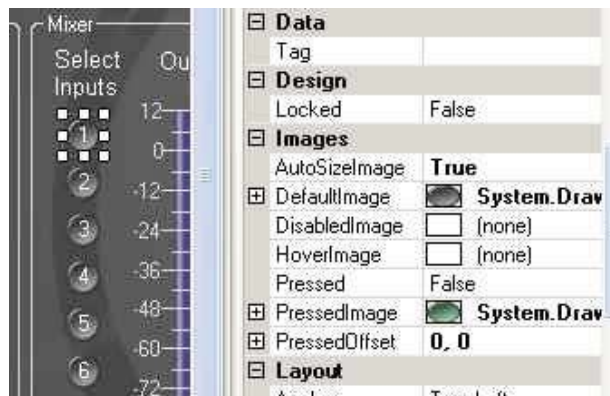 Mixer
Select
Inputs
Ou
1
2
3
4
5
6
12
0
-12
-24
-36
-48
-60
-72
Data
Tag
Design
Locked False
Images
AutoSizeImage True
DefaultImage System.Draw
DisabledImage (none)
HoverImage (none)
Pressed False
PressedImage System.Draw
PressedOffset 0, 0
Layout